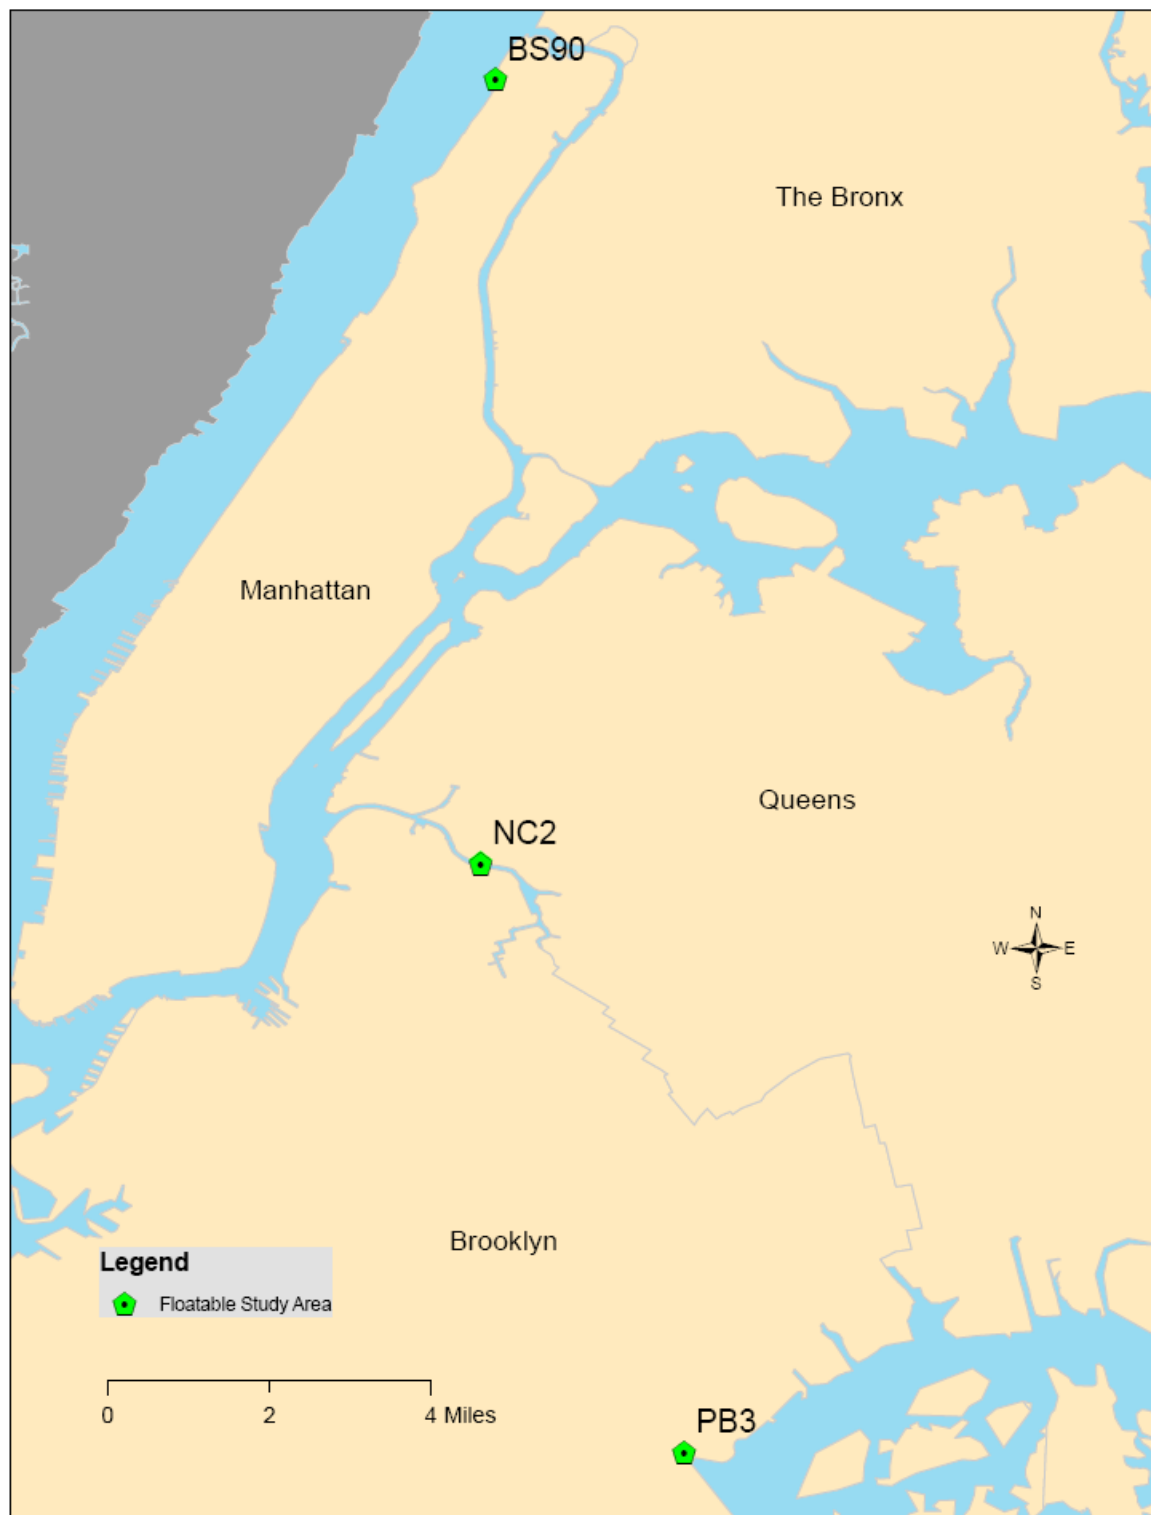 BS90
The Bronx
Manhattan
Queens
NC2
N
W E
S
Brooklyn
Legend
Floatable Study Area
0 2 4 Miles
PB3